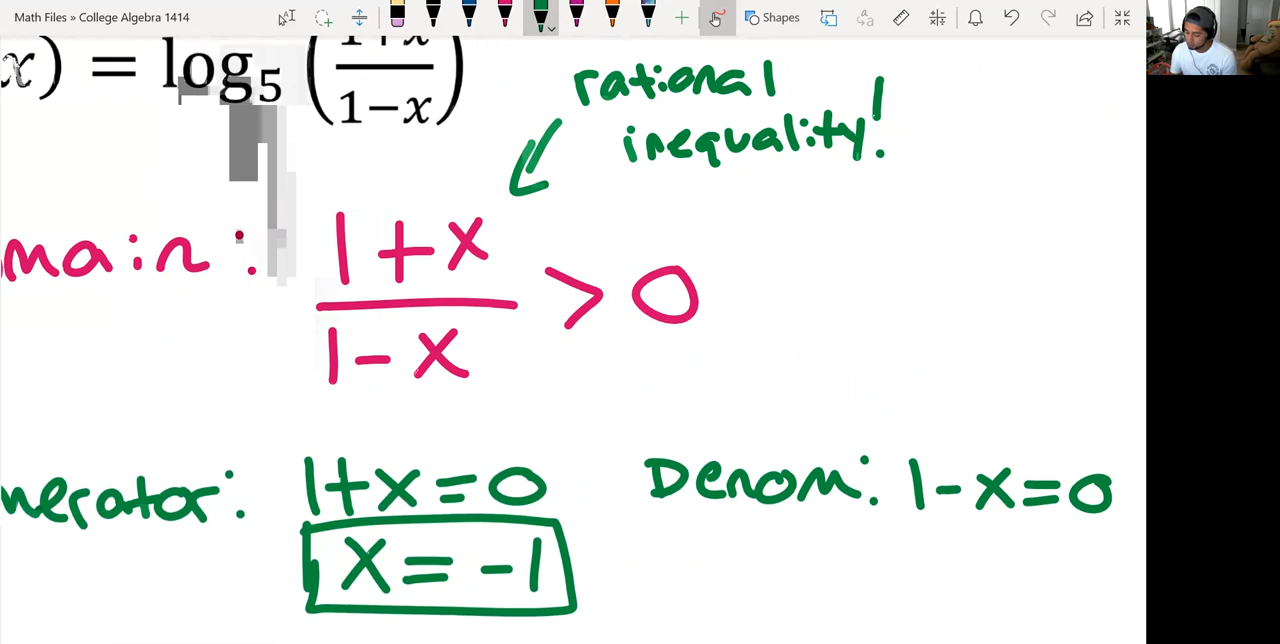 Math Files » College Algebra 1414
Shapes
x) = log₅ (1+x / 1−x)
rational
inequality!
main: 1+x / 1−x > 0
nerator: 1+x=0
x = -1
Denom: 1-x=0